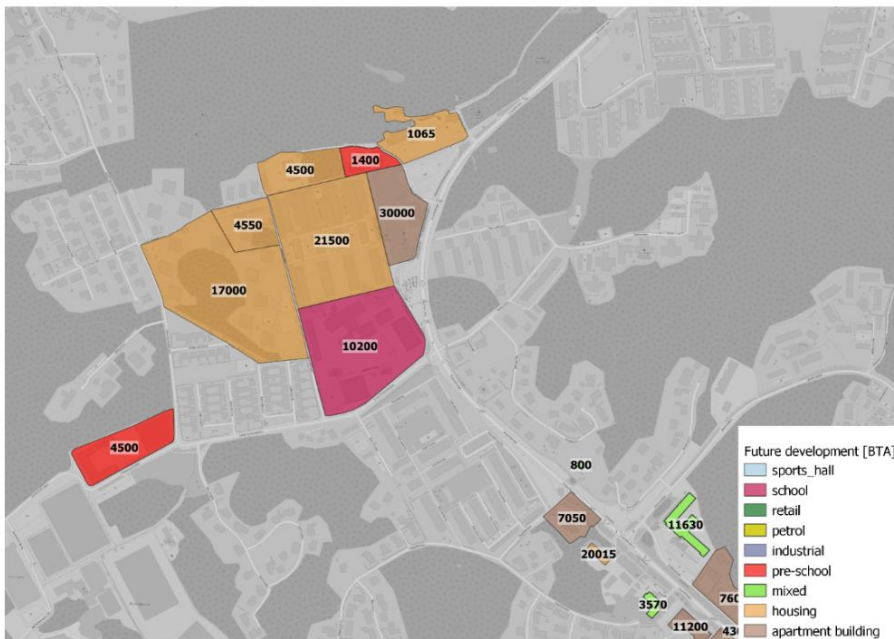 1065
4500
1400
4550
30000
21500
17000
10200
4500
800
7050
11630
20015
3570
11200
Future development [BTA]
sports_hall
school
retail
petrol
industrial
pre-school
mixed
housing
apartment building